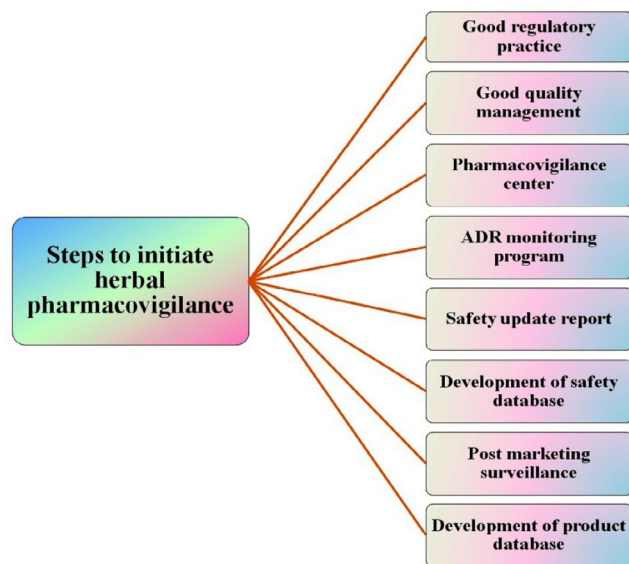 Steps to initiate
herbal
pharmacovigilance
Good regulatory
practice
Good quality
management
Pharmacovigilance
center
ADR monitoring
program
Safety update report
Development of safety
database
Post marketing
surveillance
Development of product
database